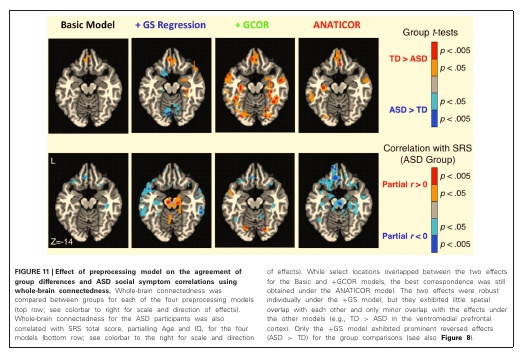 Basic Model
+ GS Regression
+ GCOR
ANATICOR
Group t-tests
TD > ASD
p < .005
p < .05
ASD > TD
p < .05
p < .005
L
Z=-14
Correlation with SRS
(ASD Group)
Partial r > 0
p < .005
p < .05
Partial r < 0
p < .05
p < .005
FIGURE 11 | Effect of preprocessing model on the agreement of
group differences and ASD social symptom correlations using
whole-brain connectedness. Whole-brain connectedness was
compared between groups for each of the four preprocessing models
(top row; see colorbar to right for scale and direction of effects).
Whole-brain connectedness for the ASD participants was also
correlated with SRS total score, partialling Age and IQ, for the four
models (bottom row; see colorbar to the right for scale and direction
of effects). While select locations overlapped between the two effects
for the Basic and +GCOR models, the best correspondence was still
obtained under the ANATICOR model. The two effects were robust
individually under the +GS model, but they exhibited little spatial
overlap with each other and only minor overlap with the effects under
the other models (e.g., TD > ASD in the ventromedial prefrontal
cortex). Only the +GS model exhibited prominent reversed effects
(ASD > TD) for the group comparisons (see also Figure 8).